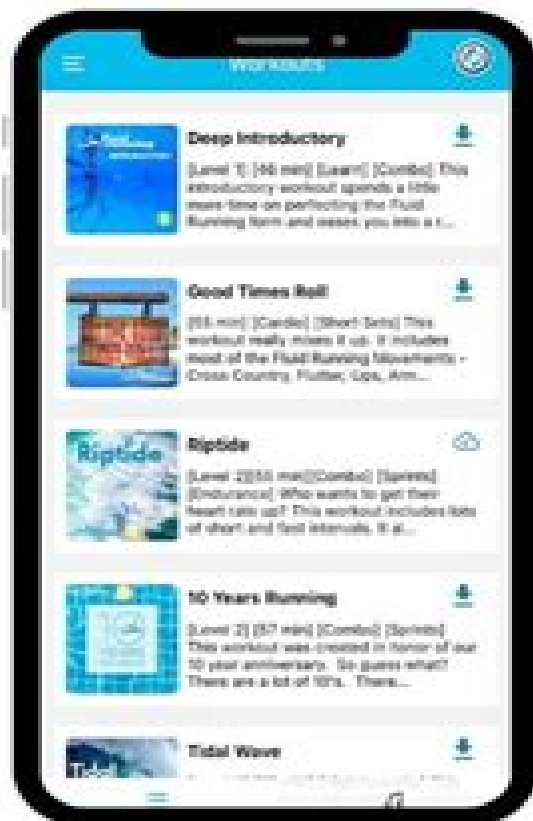 Workouts
Deep Introductory
[Level 1] [46 min] [Learn] [Combo] This
introductory workout spends a little
more time on perfecting the Fluid
Running form and eases you into a r...
Good Times Roll
[55 min] [Cardio] [Short Sets] This
workout really mixes it up. It includes
most of the Fluid Running Movements -
Cross Country, Flutter, Ups, Arm...
Riptide
Riptide
[Level 2][55 min][Combo] [Sprints]
[Endurance] Who wants to get their
heart rate up? This workout includes lots
of short and fast intervals. It al...
10
10 Years Running
[Level 2] [57 min] [Combo] [Sprints]
This workout was created in honor of our
10 year anniversary. So guess what?
There are a lot of 10's. There...
Tidal Wave